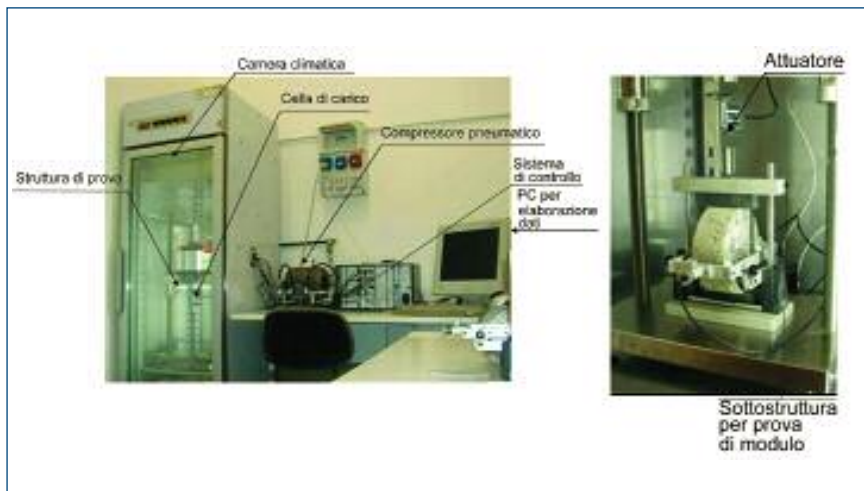 Camera climatica
Cella di carico
Compressore pneumatico
Struttura di prova
Sistema
di controllo
PC per
elaborazione
dati
Attuatore
Sottostruttura
per prova
di modulo